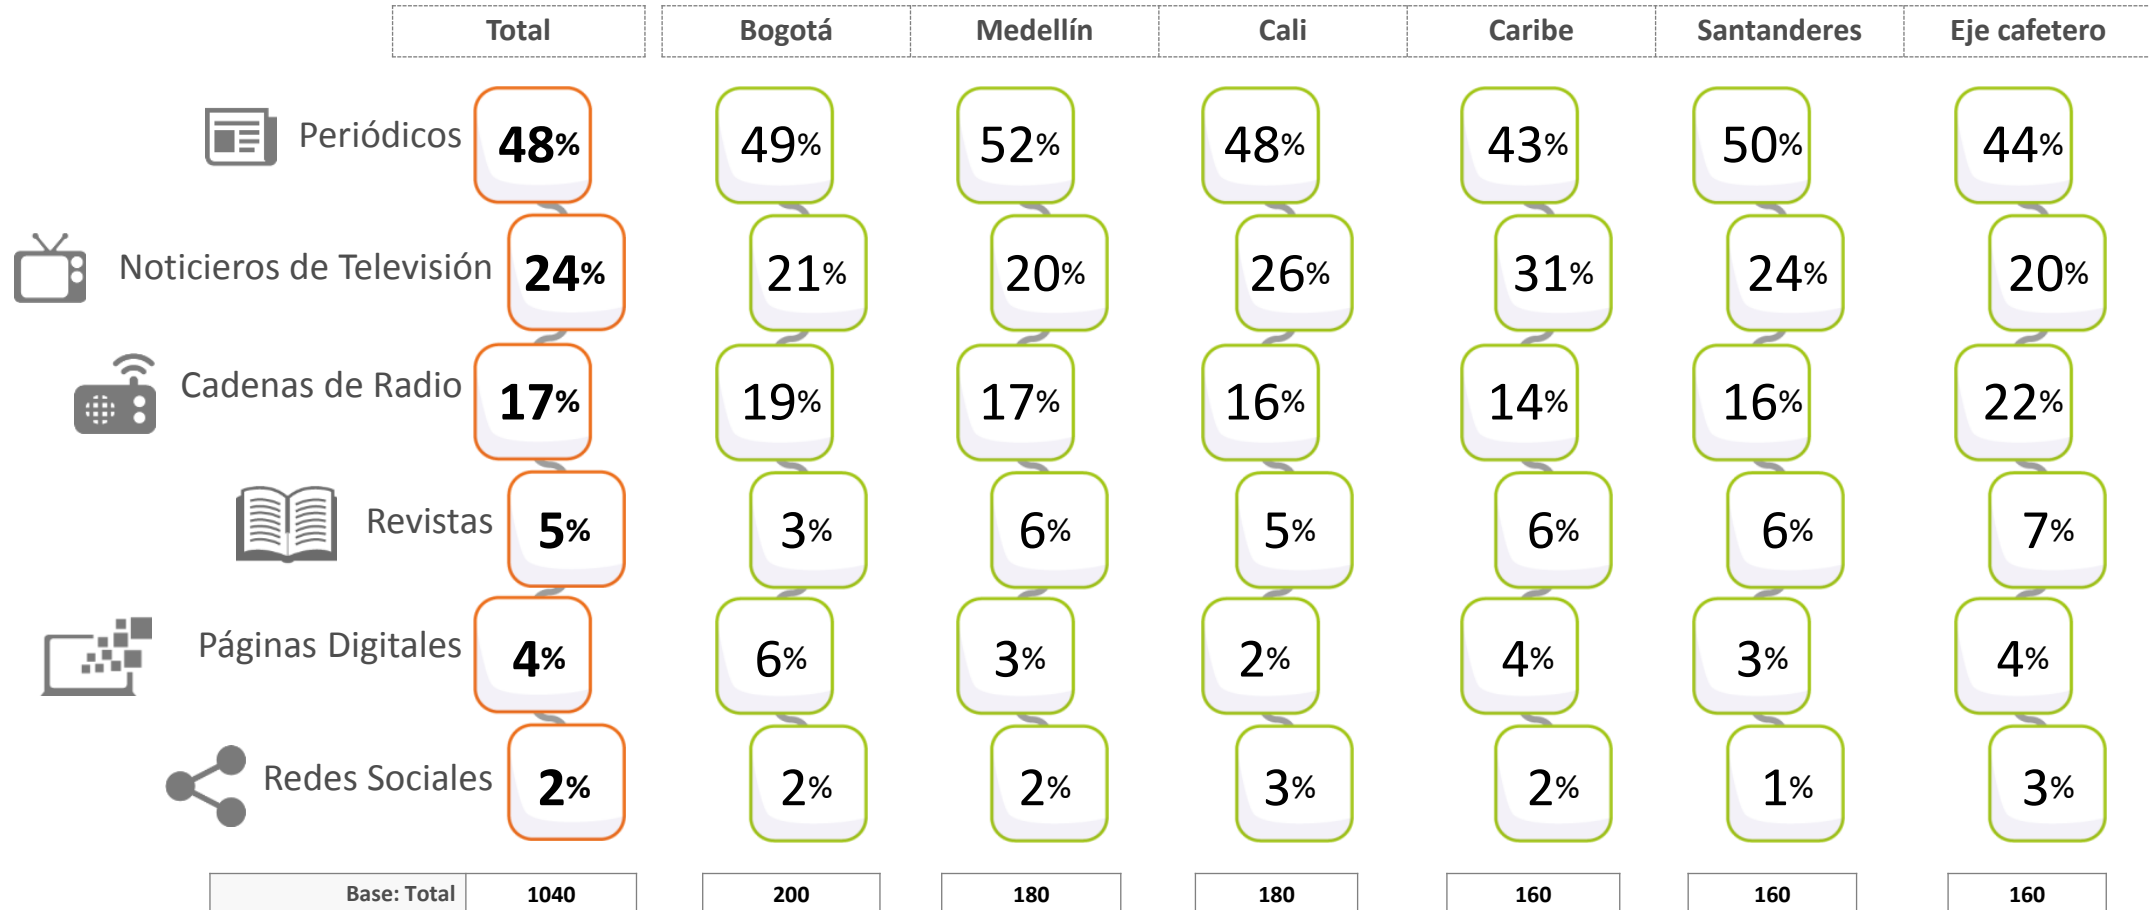 Total Bogotá Medellín Cali Caribe Santanderes Eje cafetero
Periódicos 48% 49% 52% 48% 43% 50% 44%
Noticieros de Televisión 24% 21% 20% 26% 31% 24% 20%
Cadenas de Radio 17% 19% 17% 16% 14% 16% 22%
Revistas 5% 3% 6% 5% 6% 6% 7%
Páginas Digitales 4% 6% 3% 2% 4% 3% 4%
Redes Sociales 2% 2% 2% 3% 2% 1% 3%
Base: Total 1040 200 180 180 160 160 160